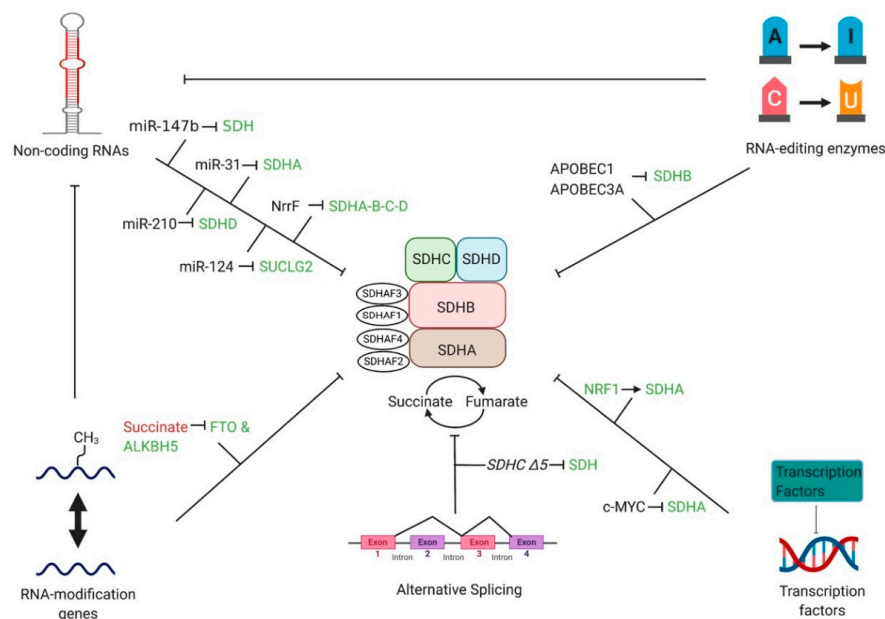 A
I
C
U
Non-coding RNAs
RNA-editing enzymes
miR-147b
SDH
miR-31
SDHA
NrrF
SDHA-B-C-D
miR-210
SDHD
miR-124
SUCLG2
APOBEC1
APOBEC3A
SDHB
SDHC
SDHD
SDHAF3
SDHAF1
SDHB
SDHAF4
SDHAF2
SDHA
Succinate
Fumarate
Succinate
FTO &
ALKBH5
CH3
RNA-modification
genes
NRF1
SDHA
c-MYC
SDHA
SDHC Δ5
SDH
Exon
1
Intron
Exon
2
Intron
Exon
3
Intron
Exon
4
Alternative Splicing
Transcription
Factors
Transcription
factors